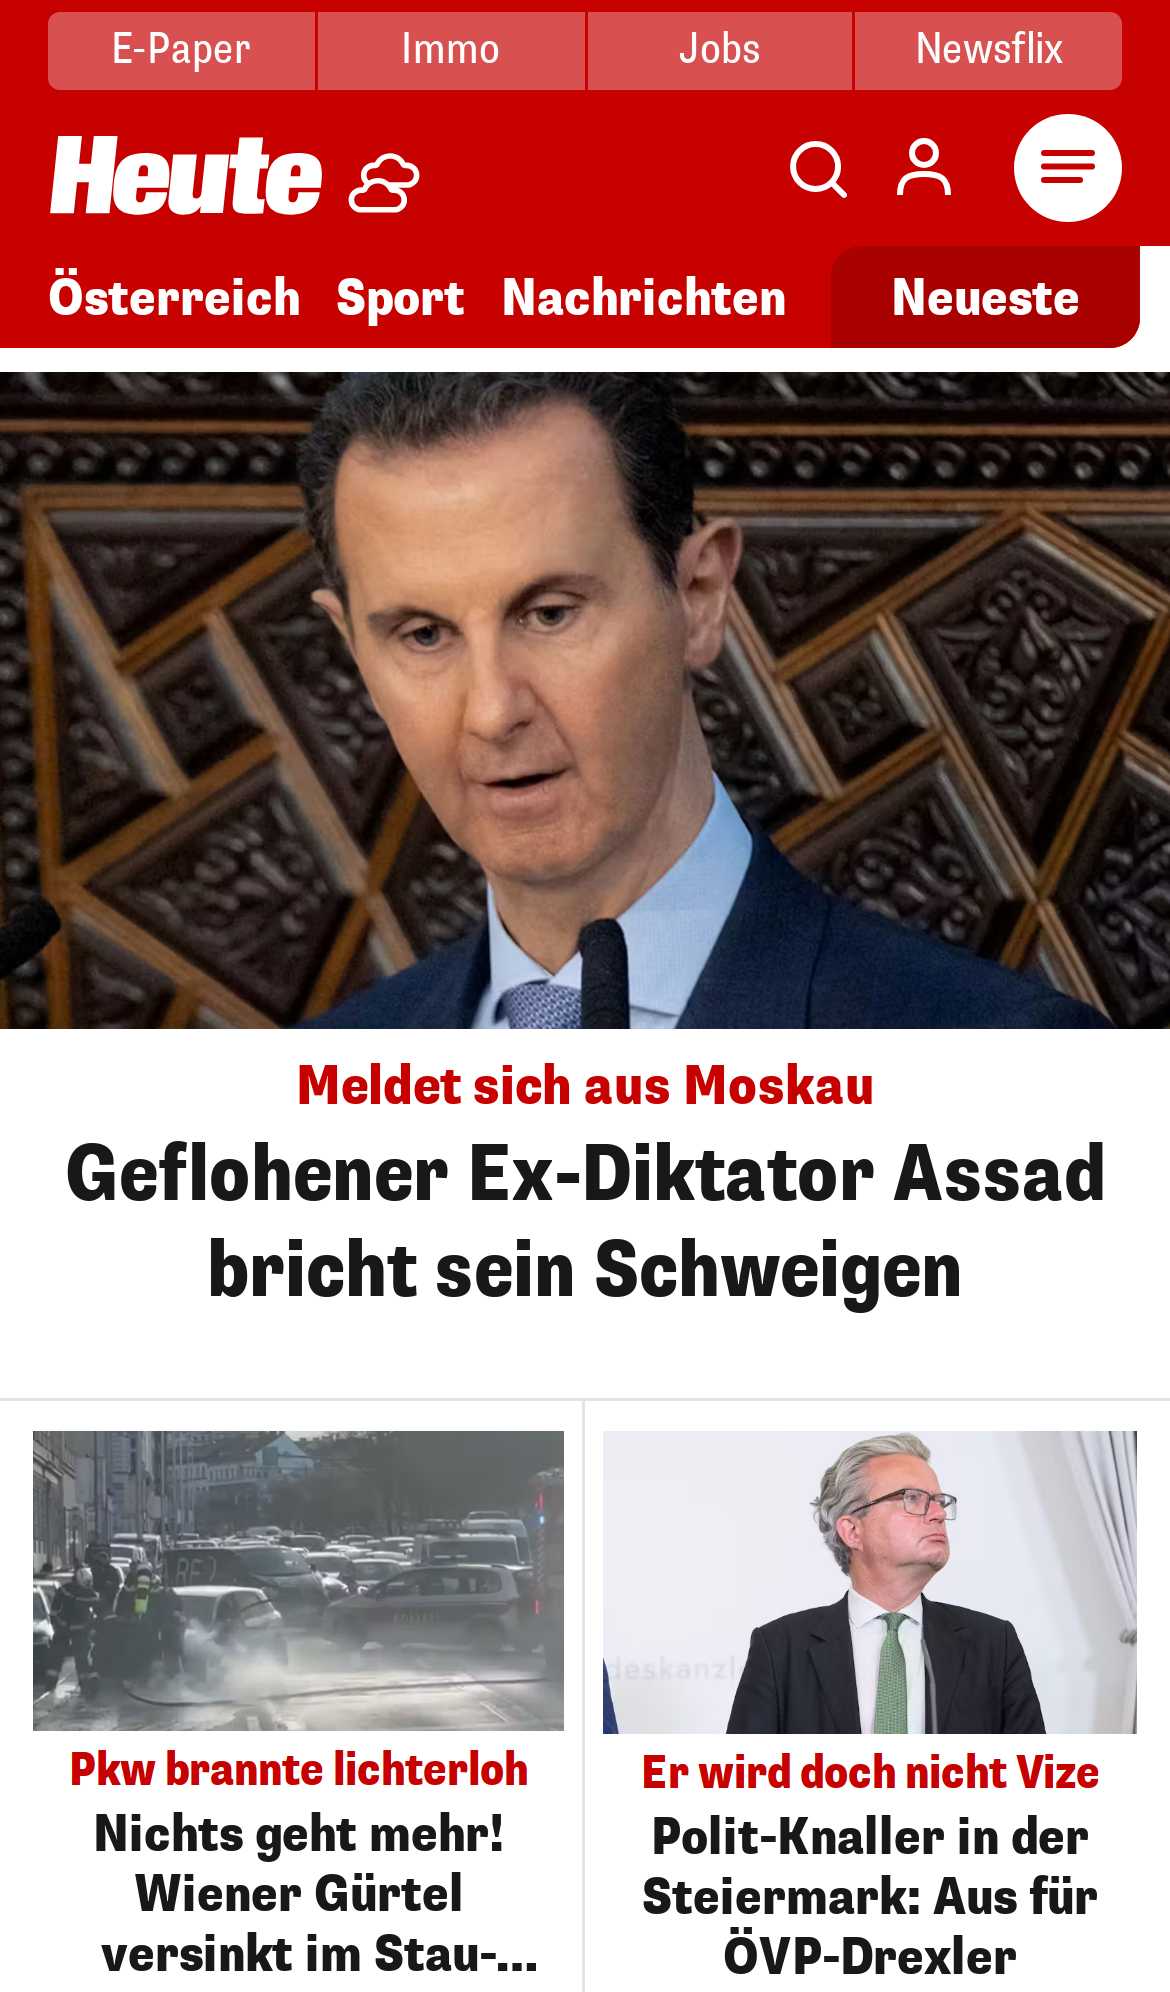 E-Paper Immo Jobs Newsflix
Heute
Österreich Sport Nachrichten Neueste
Meldet sich aus Moskau
Geflohener Ex-Diktator Assad
bricht sein Schweigen
deskanzl
Pkw brannte lichterloh
Nichts geht mehr!
Wiener Gürtel
versinkt im Stau-...
Er wird doch nicht Vize
Polit-Knaller in der
Steiermark: Aus für
ÖVP-Drexler